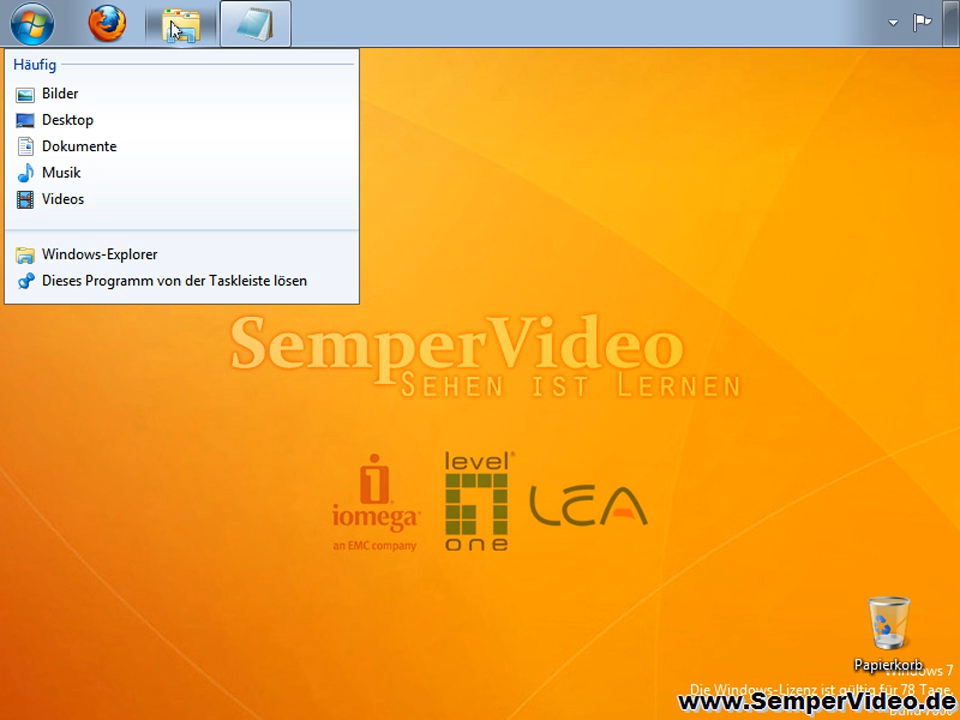 Häufig
Bilder
Desktop
Dokumente
Musik
Videos
Windows-Explorer
Dieses Programm von der Taskleiste lösen
SemperVideo
Sehen ist Lernen
iomega
an EMC company
level
one
LEA
Papierkorb
Windows 7
Die Windows-Lizenz ist gültig für 78 Tage.
Build
www.SemperVideo.de